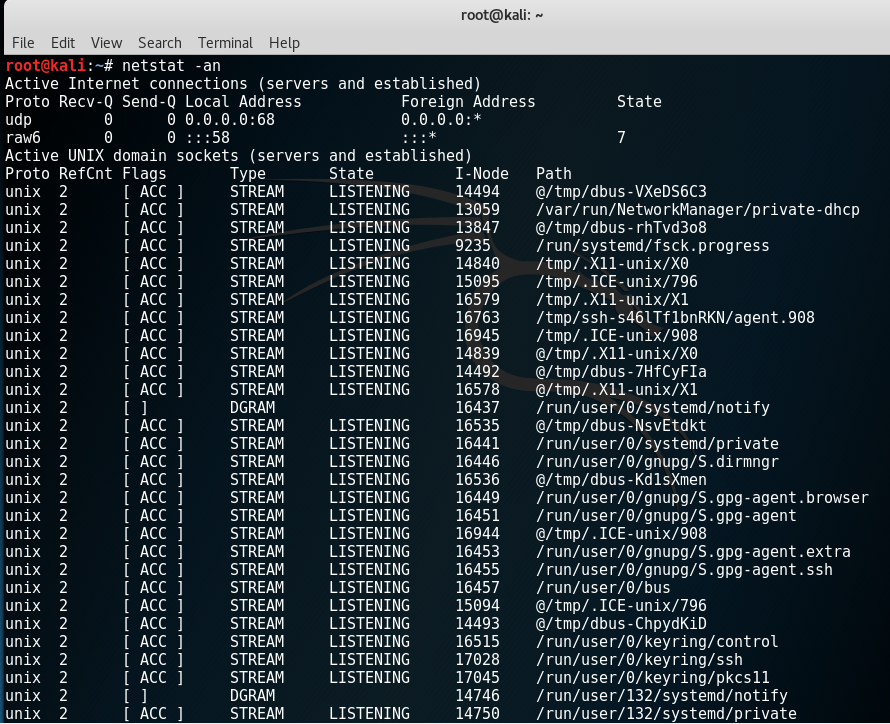 root@kali: ~
File Edit View Search Terminal Help
root@kali:~# netstat -an
Active Internet connections (servers and established)
Proto Recv-Q Send-Q Local Address           Foreign Address         State
udp        0      0 0.0.0.0:68              0.0.0.0:*
raw6       0      0 :::58                   :::*                    7
Active UNIX domain sockets (servers and established)
Proto RefCnt Flags       Type       State         I-Node   Path
unix  2      [ ACC ]     STREAM     LISTENING     14494    @/tmp/dbus-VXeDS6C3
unix  2      [ ACC ]     STREAM     LISTENING     13059    /var/run/NetworkManager/private-dhcp
unix  2      [ ACC ]     STREAM     LISTENING     13847    @/tmp/dbus-rhTvd3o8
unix  2      [ ACC ]     STREAM     LISTENING     9235     /run/systemd/fsck.progress
unix  2      [ ACC ]     STREAM     LISTENING     14840    /tmp/.X11-unix/X0
unix  2      [ ACC ]     STREAM     LISTENING     15095    /tmp/.ICE-unix/796
unix  2      [ ACC ]     STREAM     LISTENING     16579    /tmp/.X11-unix/X1
unix  2      [ ACC ]     STREAM     LISTENING     16763    /tmp/ssh-s46lTf1bnRKN/agent.908
unix  2      [ ACC ]     STREAM     LISTENING     16945    /tmp/.ICE-unix/908
unix  2      [ ACC ]     STREAM     LISTENING     14839    @/tmp/.X11-unix/X0
unix  2      [ ACC ]     STREAM     LISTENING     14492    @/tmp/dbus-7HfCyFIa
unix  2      [ ACC ]     STREAM     LISTENING     16578    @/tmp/.X11-unix/X1
unix  2      [ ]         DGRAM                    16437    /run/user/0/systemd/notify
unix  2      [ ACC ]     STREAM     LISTENING     16535    @/tmp/dbus-NsvEtdkt
unix  2      [ ACC ]     STREAM     LISTENING     16441    /run/user/0/systemd/private
unix  2      [ ACC ]     STREAM     LISTENING     16446    /run/user/0/gnupg/S.dirmngr
unix  2      [ ACC ]     STREAM     LISTENING     16536    @/tmp/dbus-Kd1sXmen
unix  2      [ ACC ]     STREAM     LISTENING     16449    /run/user/0/gnupg/S.gpg-agent.browser
unix  2      [ ACC ]     STREAM     LISTENING     16451    /run/user/0/gnupg/S.gpg-agent
unix  2      [ ACC ]     STREAM     LISTENING     16944    @/tmp/.ICE-unix/908
unix  2      [ ACC ]     STREAM     LISTENING     16453    /run/user/0/gnupg/S.gpg-agent.extra
unix  2      [ ACC ]     STREAM     LISTENING     16455    /run/user/0/gnupg/S.gpg-agent.ssh
unix  2      [ ACC ]     STREAM     LISTENING     16457    /run/user/0/bus
unix  2      [ ACC ]     STREAM     LISTENING     15094    @/tmp/.ICE-unix/796
unix  2      [ ACC ]     STREAM     LISTENING     14493    @/tmp/dbus-ChpydKiD
unix  2      [ ACC ]     STREAM     LISTENING     16515    /run/user/0/keyring/control
unix  2      [ ACC ]     STREAM     LISTENING     17028    /run/user/0/keyring/ssh
unix  2      [ ACC ]     STREAM     LISTENING     17045    /run/user/0/keyring/pkcs11
unix  2      [ ]         DGRAM                    14746    /run/user/132/systemd/notify
unix  2      [ ACC ]     STREAM     LISTENING     14750    /run/user/132/systemd/private